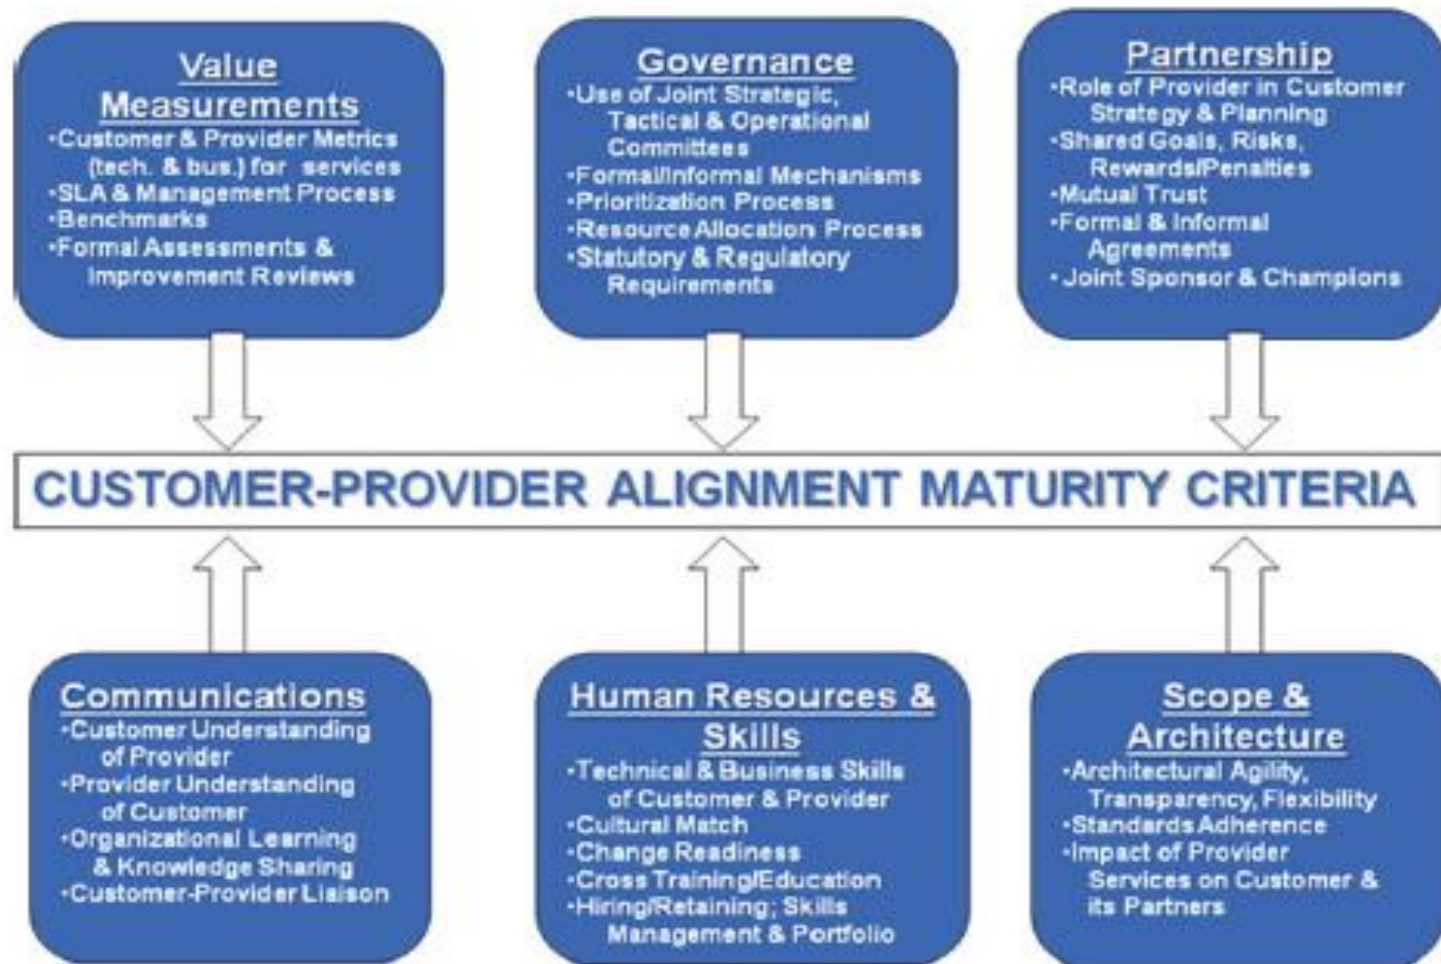 Value
Measurements
•Customer & Provider Metrics
(tech. & bus.) for services
•SLA & Management Process
•Benchmarks
•Formal Assessments &
Improvement Reviews
Governance
•Use of Joint Strategic,
Tactical & Operational
Committees
•Formal/Informal Mechanisms
•Prioritization Process
•Resource Allocation Process
•Statutory & Regulatory
Requirements
Partnership
•Role of Provider in Customer
Strategy & Planning
•Shared Goals, Risks,
Rewards/Penalties
•Mutual Trust
•Formal & Informal
Agreements
•Joint Sponsor & Champions
CUSTOMER-PROVIDER ALIGNMENT MATURITY CRITERIA
Communications
•Customer Understanding
of Provider
•Provider Understanding
of Customer
•Organizational Learning
& Knowledge Sharing
•Customer-Provider Liaison
Human Resources &
Skills
•Technical & Business Skills
of Customer & Provider
•Cultural Match
•Change Readiness
•Cross Training/Education
•Hiring/Retaining; Skills
Management & Portfolio
Scope &
Architecture
•Architectural Agility,
Transparency, Flexibility
•Standards Adherence
•Impact of Provider
Services on Customer &
its Partners